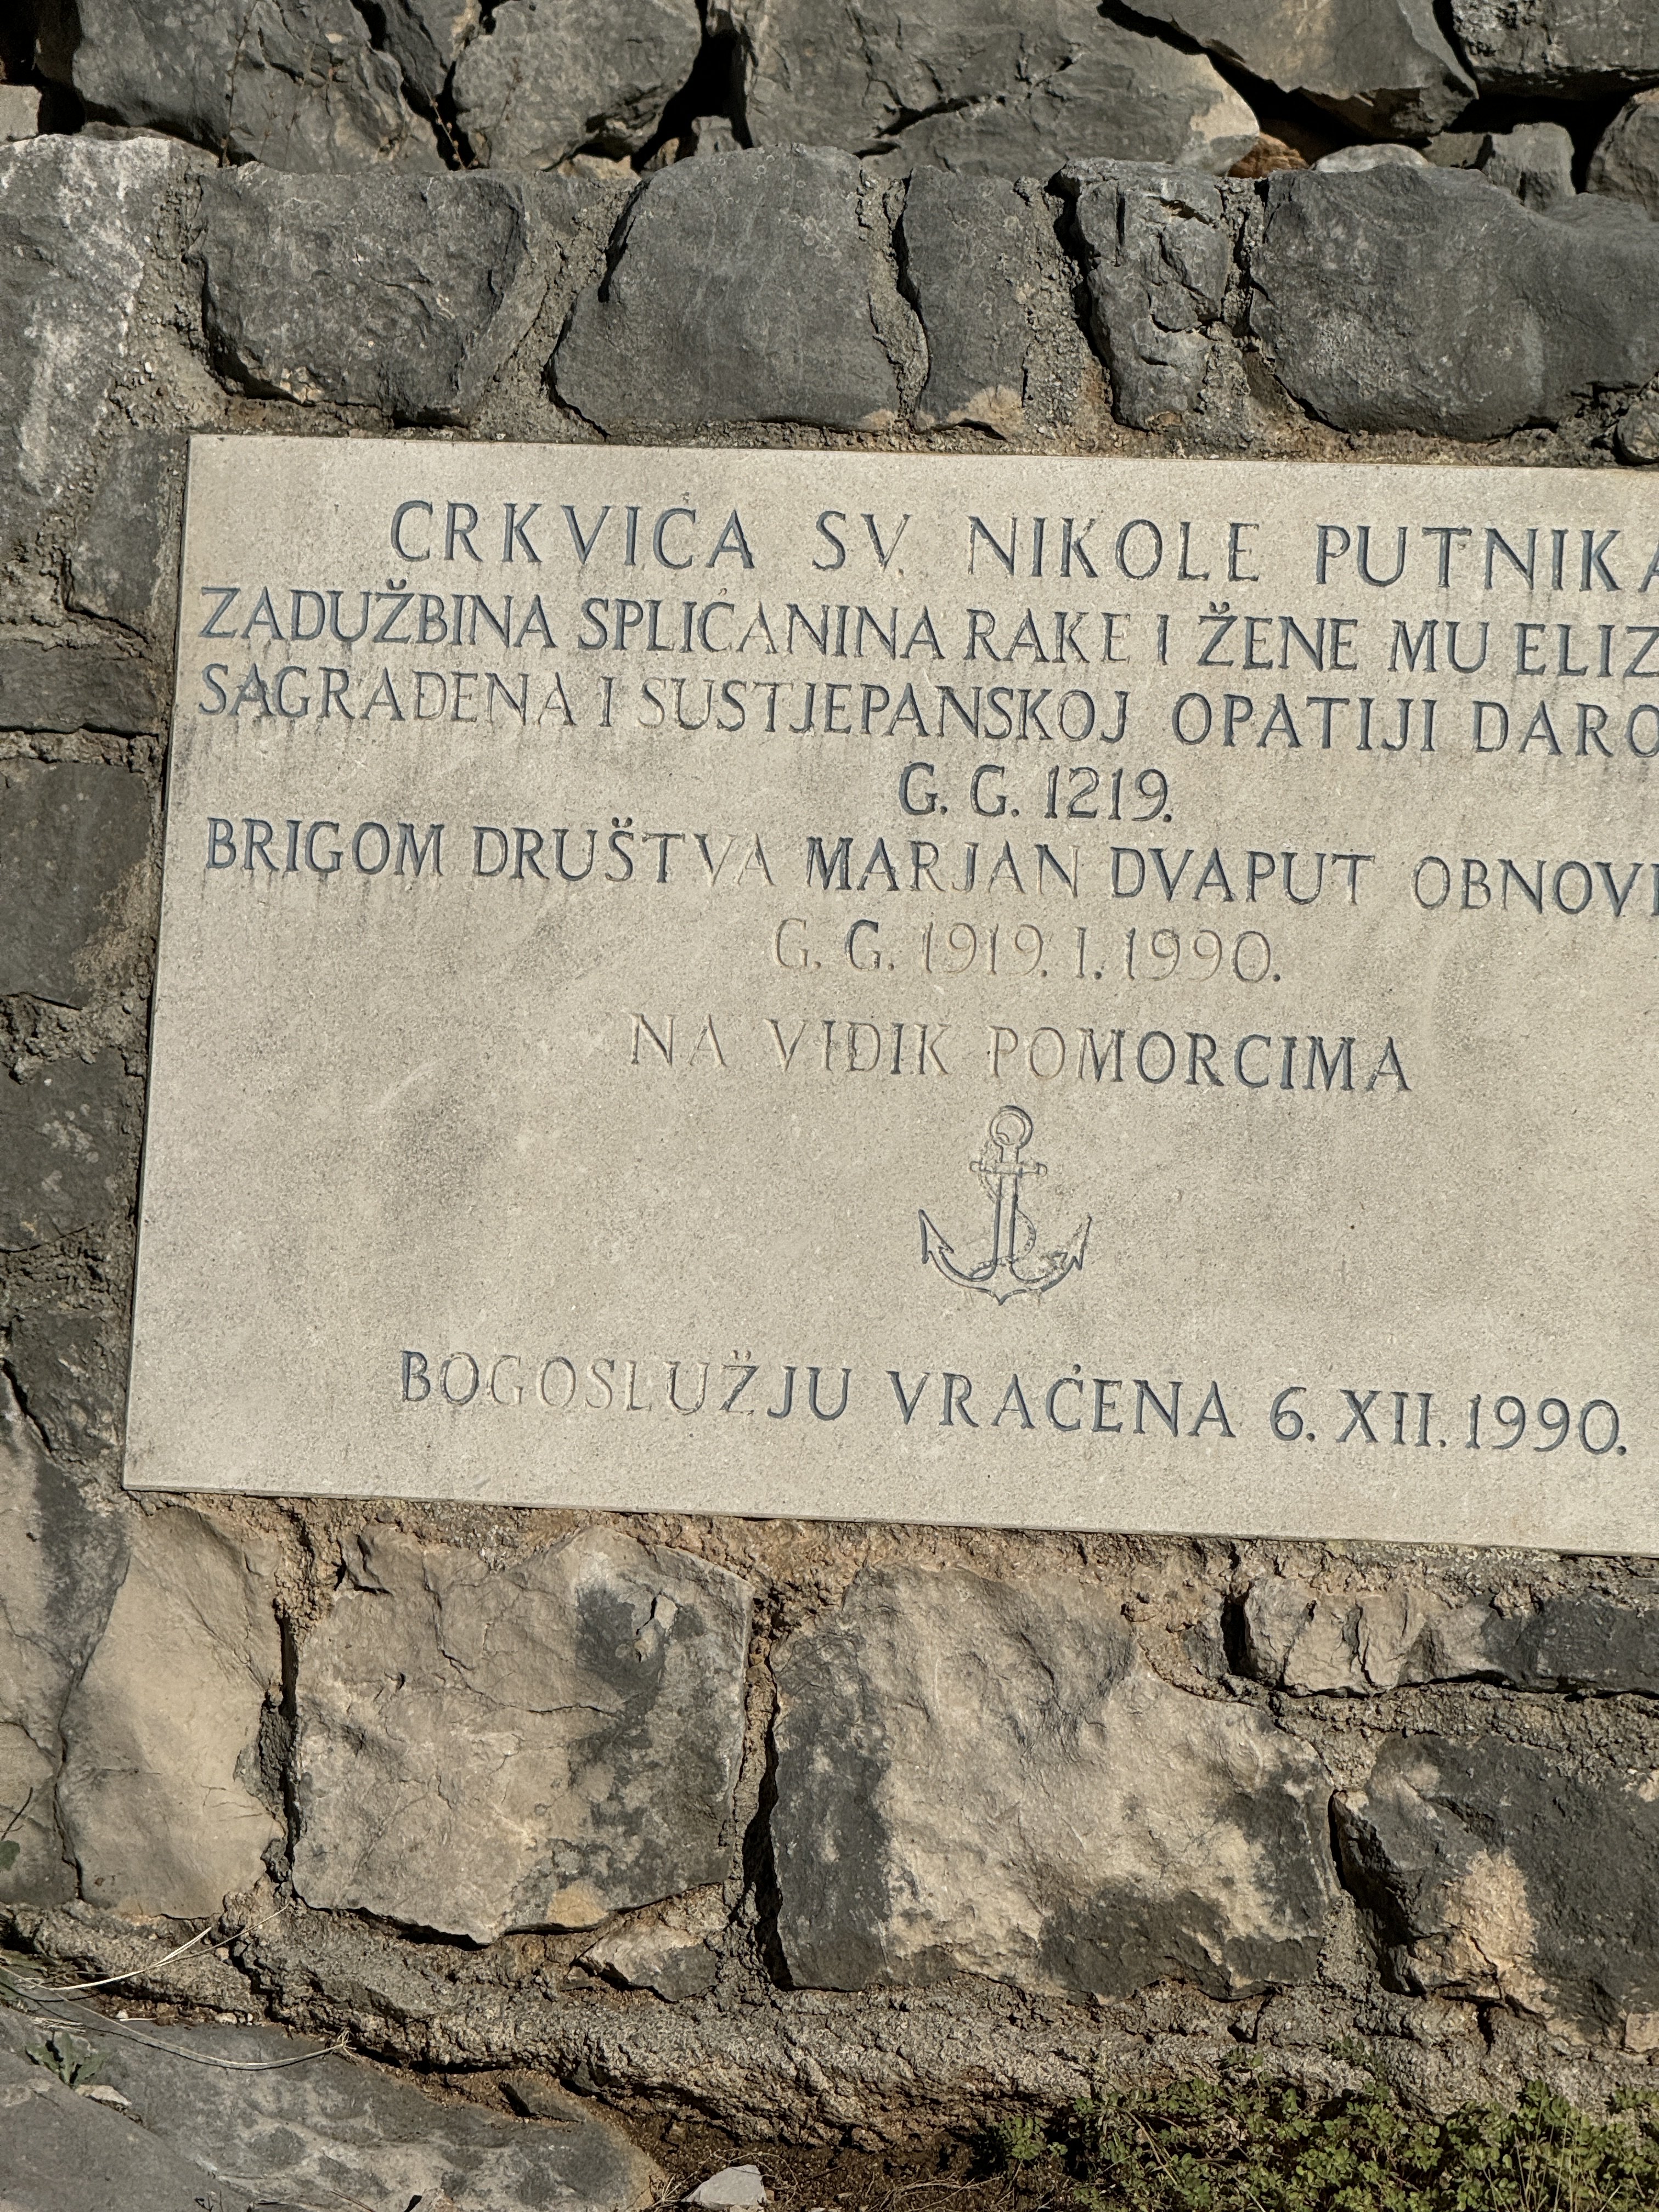 CRKVICA SV. NIKOLE PUTNIKA
ZADUŽBINA SPLIĆANINA RAKE I ŽENE MU ELIZ
SAGRAĐENA I SUSTJEPANSKOJ OPATIJI DARO
G. G. 1219.
BRIGOM DRUŠTVA MARJAN DVAPUT OBNOV
G. G. 1919. I. 1990.
NA VIDIK POMORCIMA
BOGOSLUŽJU VRAĆENA 6. XII. 1990.